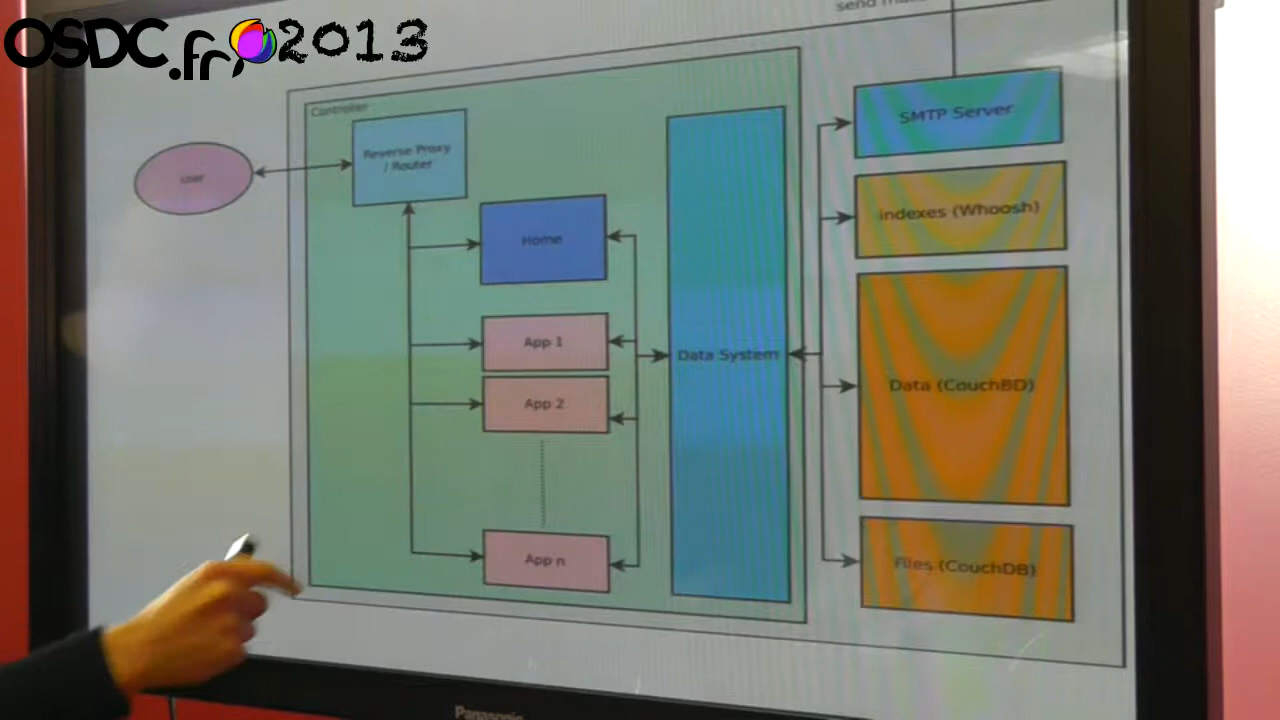 OSDC.fr 2013
send mails
Controller
Reverse Proxy
/ Router
User
SMTP Server
Indexes (Whoosh)
Home
App 1
Data System
Data (CouchBD)
App 2
App n
Files (CouchDB)
Panasonic